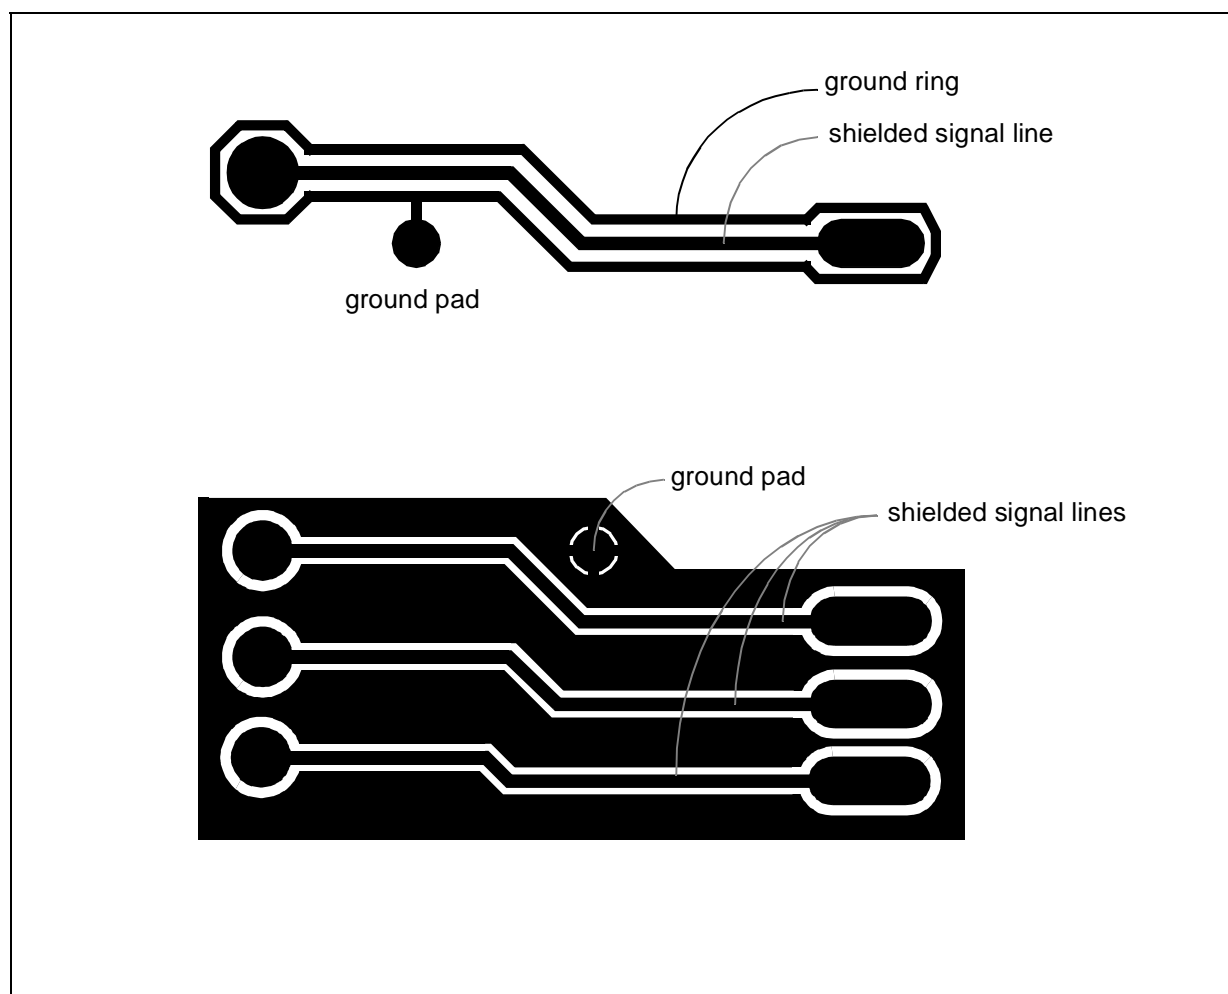 ground ring
shielded signal line
ground pad
ground pad
shielded signal lines